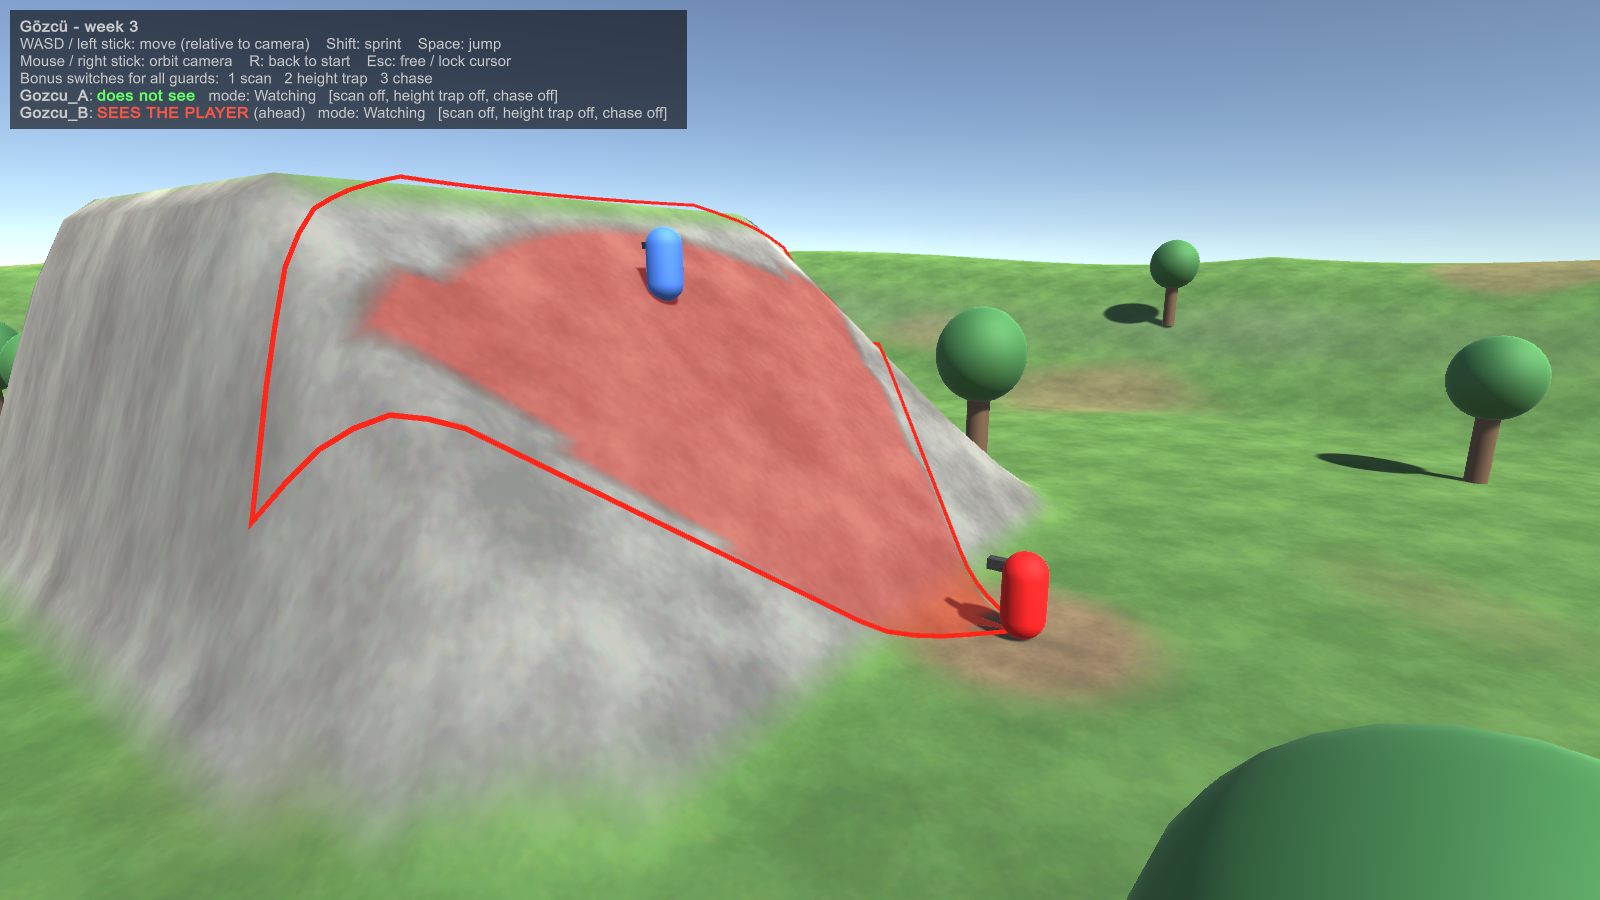 Gözcü - week 3
WASD / left stick: move (relative to camera)    Shift: sprint    Space: jump
Mouse / right stick: orbit camera    R: back to start    Esc: free / lock cursor
Bonus switches for all guards:  1 scan   2 height trap   3 chase
Gozcu_A: does not see   mode: Watching   [scan off, height trap off, chase off]
Gozcu_B: SEES THE PLAYER (ahead)   mode: Watching   [scan off, height trap off, chase off]